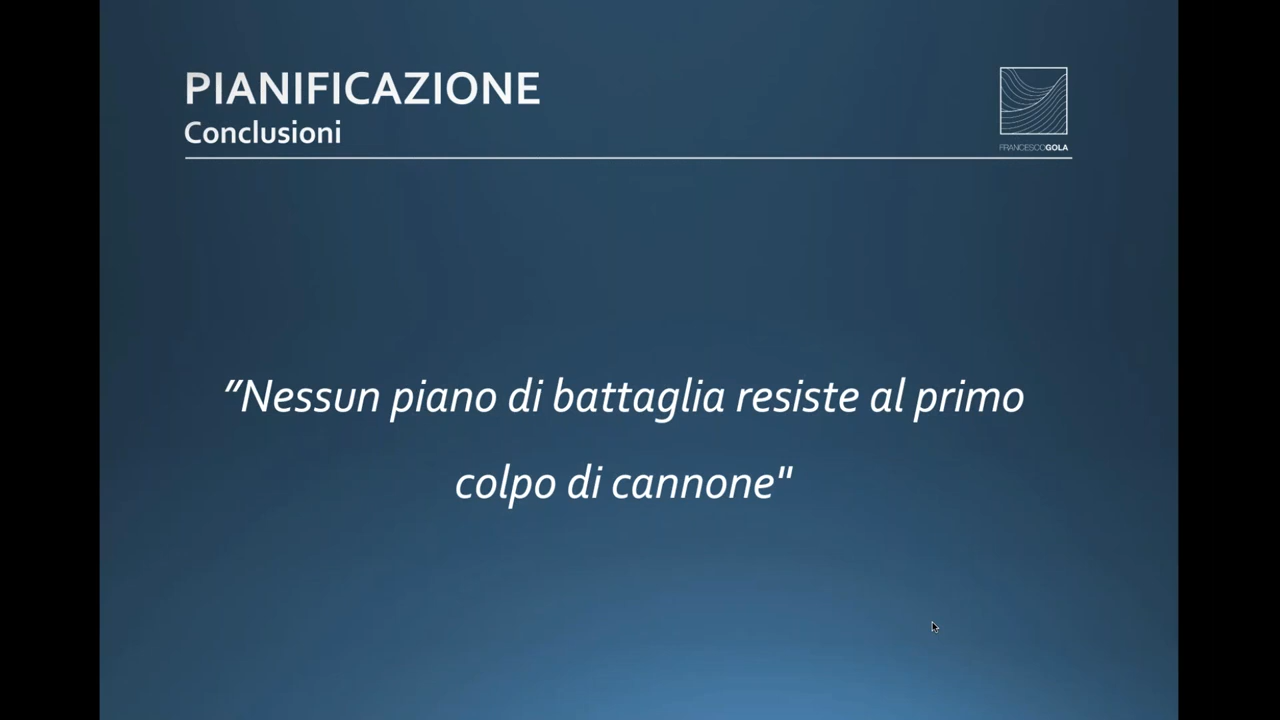 PIANIFICAZIONE
Conclusioni
FRANCESCOGOLA
"Nessun piano di battaglia resiste al primo
colpo di cannone"